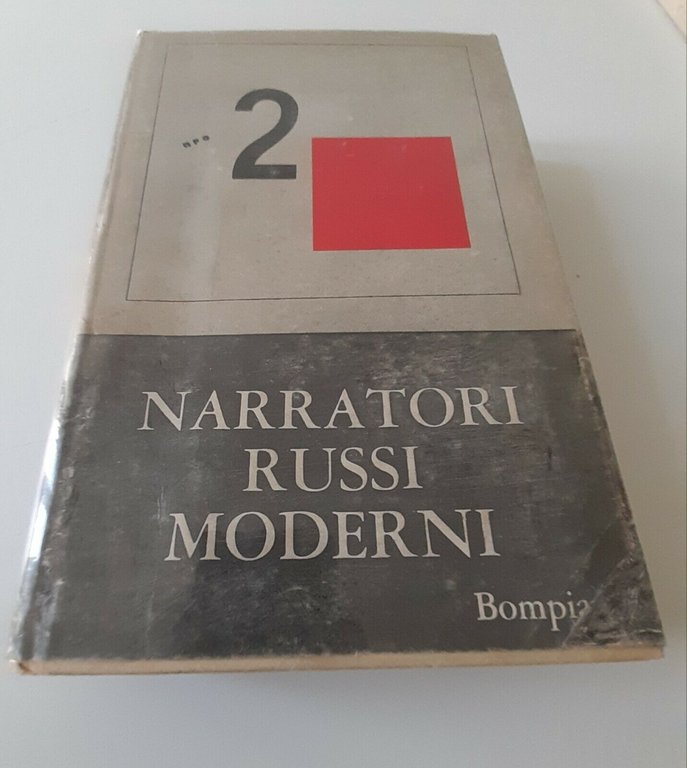 2
NARRATORI
RUSSI
MODERNI
Bompia